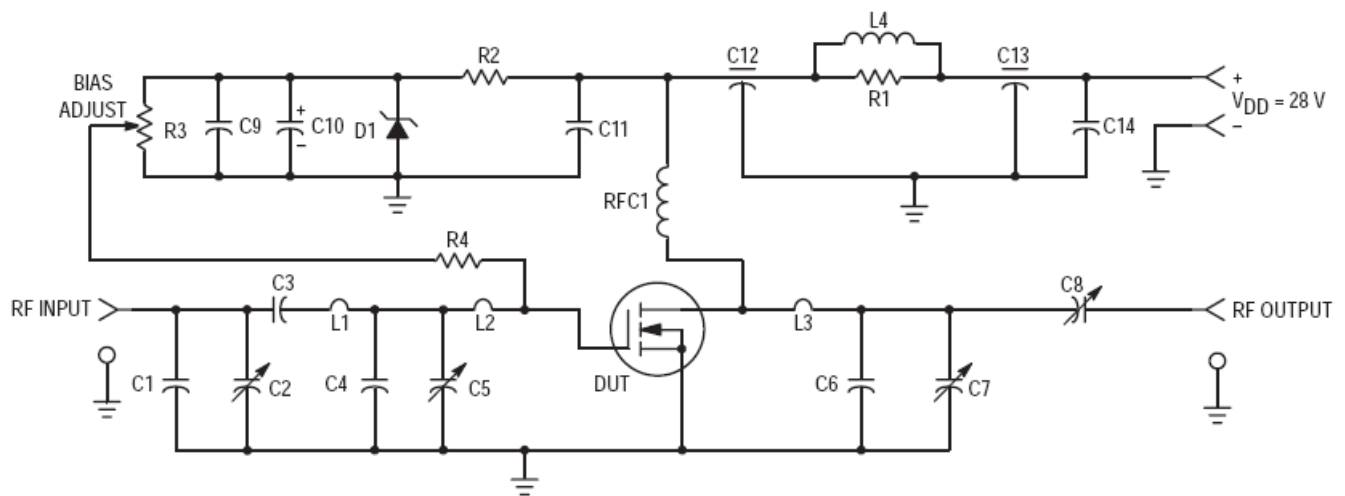 L4
C12
C13
R2
R1
BIAS
ADJUST
R3
C9
+
C10
–
D1
C11
C14
+
V_DD = 28 V
–
RFC1
R4
C3
C8
RF INPUT
L1
L2
L3
RF OUTPUT
C1
C2
C4
C5
DUT
C6
C7